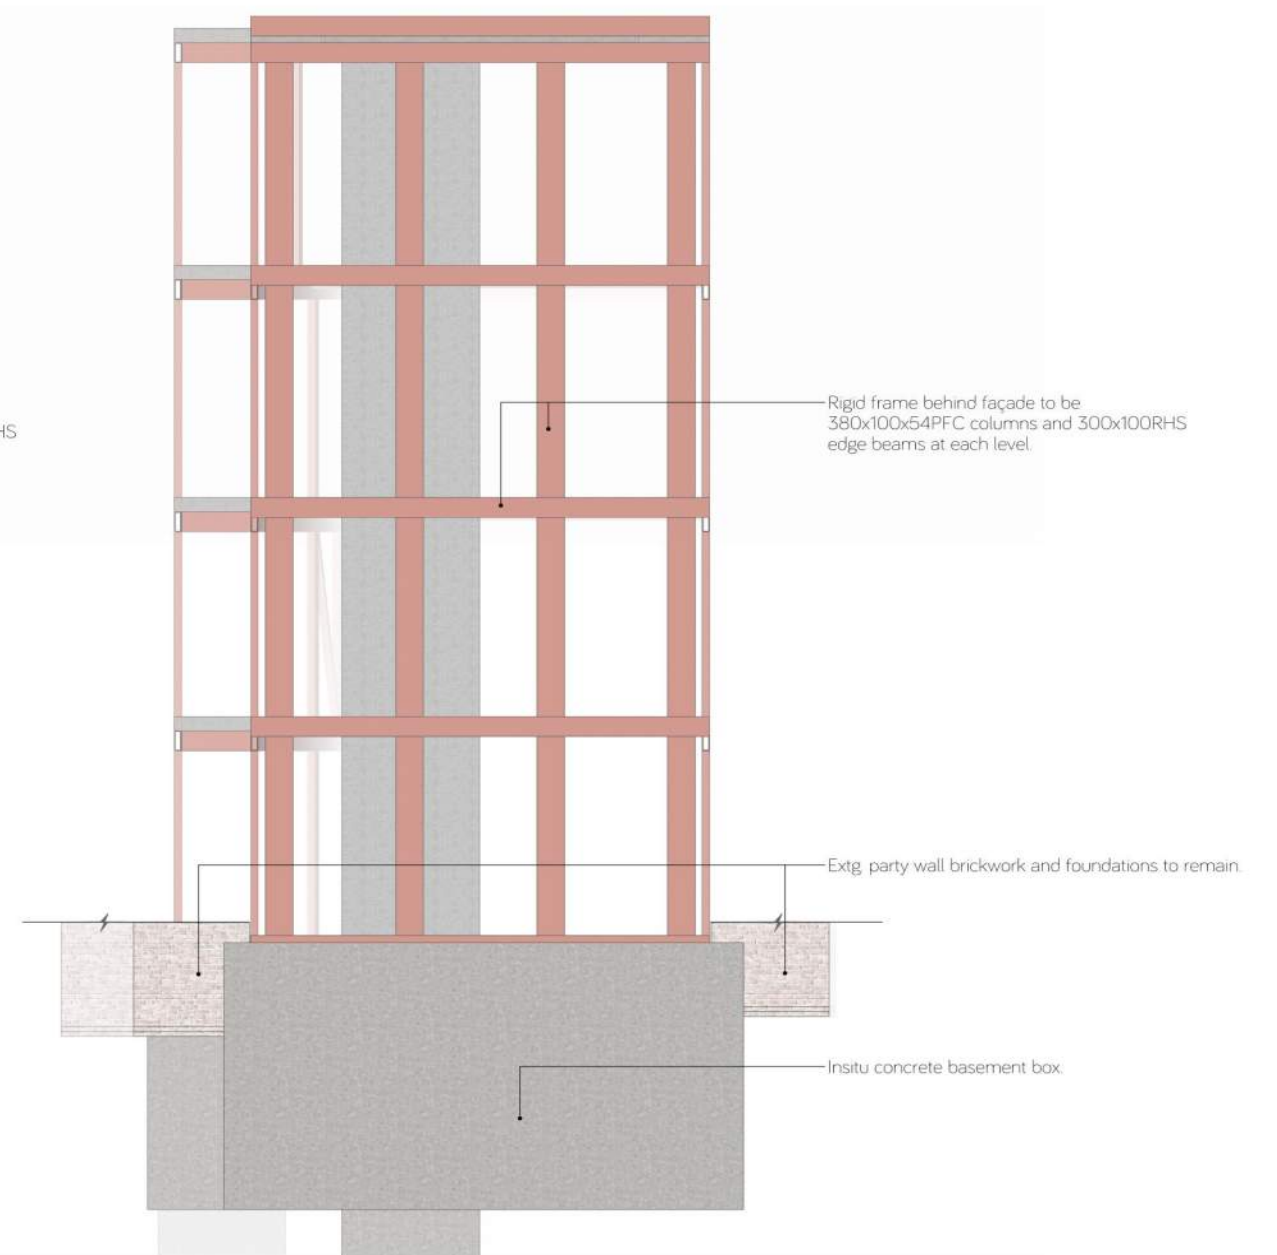 Rigid frame behind façade to be
380x100x54PFC columns and 300x100RHS
edge beams at each level.
HS
Extg. party wall brickwork and foundations to remain.
Insitu concrete basement box.